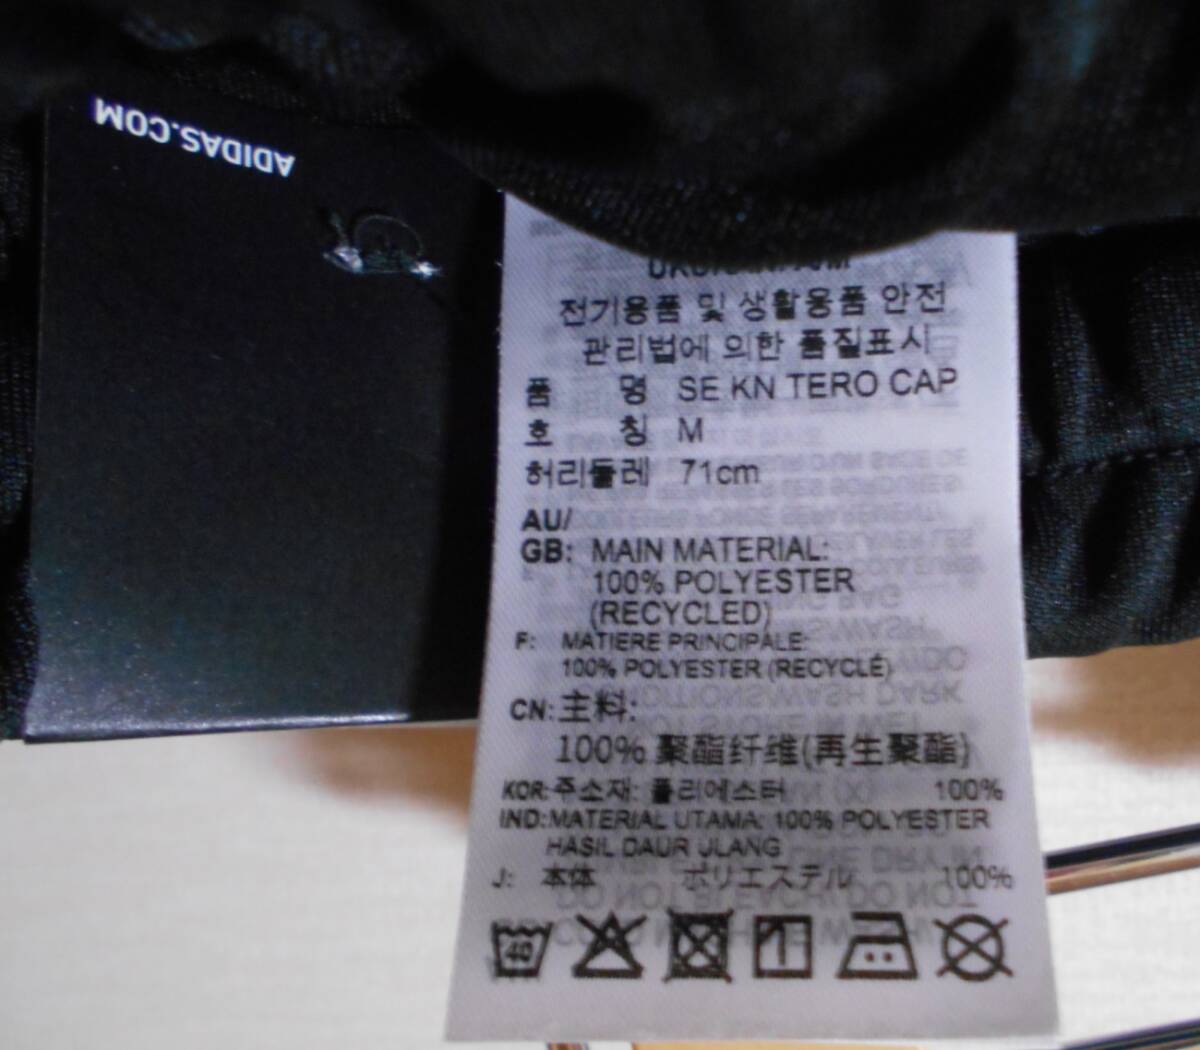 ADIDAS.COM
전기용품 및 생활용품 안전
관리법에 의한 품질표시
품 명 SE KN TERO CAP
호 칭 M
허리둘레 71cm
AU/
GB: MAIN MATERIAL:
100% POLYESTER
(RECYCLED)
F: MATIERE PRINCIPALE:
100% POLYESTER (RECYCLÉ)
CN: 主料:
100% 聚酯纤维(再生聚酯)
KOR: 주소재: 폴리에스터 100%
IND: MATERIAL UTAMA: 100% POLYESTER
HASIL DAUR ULANG
J: 本体 ポリエステル 100%
40